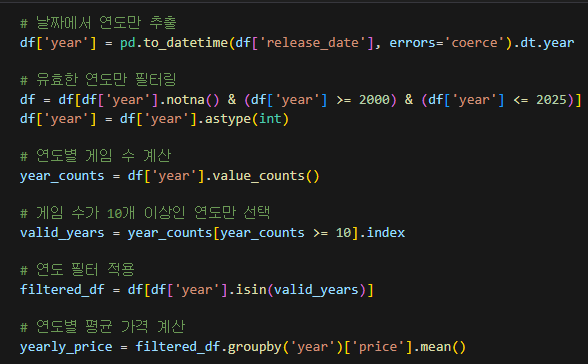 # 날짜에서 연도만 추출
df['year'] = pd.to_datetime(df['release_date'], errors='coerce').dt.year
# 유효한 연도만 필터링
df = df[df['year'].notna() & (df['year'] >= 2000) & (df['year'] <= 2025)]
df['year'] = df['year'].astype(int)
# 연도별 게임 수 계산
year_counts = df['year'].value_counts()
# 게임 수가 10개 이상인 연도만 선택
valid_years = year_counts[year_counts >= 10].index
# 연도 필터 적용
filtered_df = df[df['year'].isin(valid_years)]
# 연도별 평균 가격 계산
yearly_price = filtered_df.groupby('year')['price'].mean()